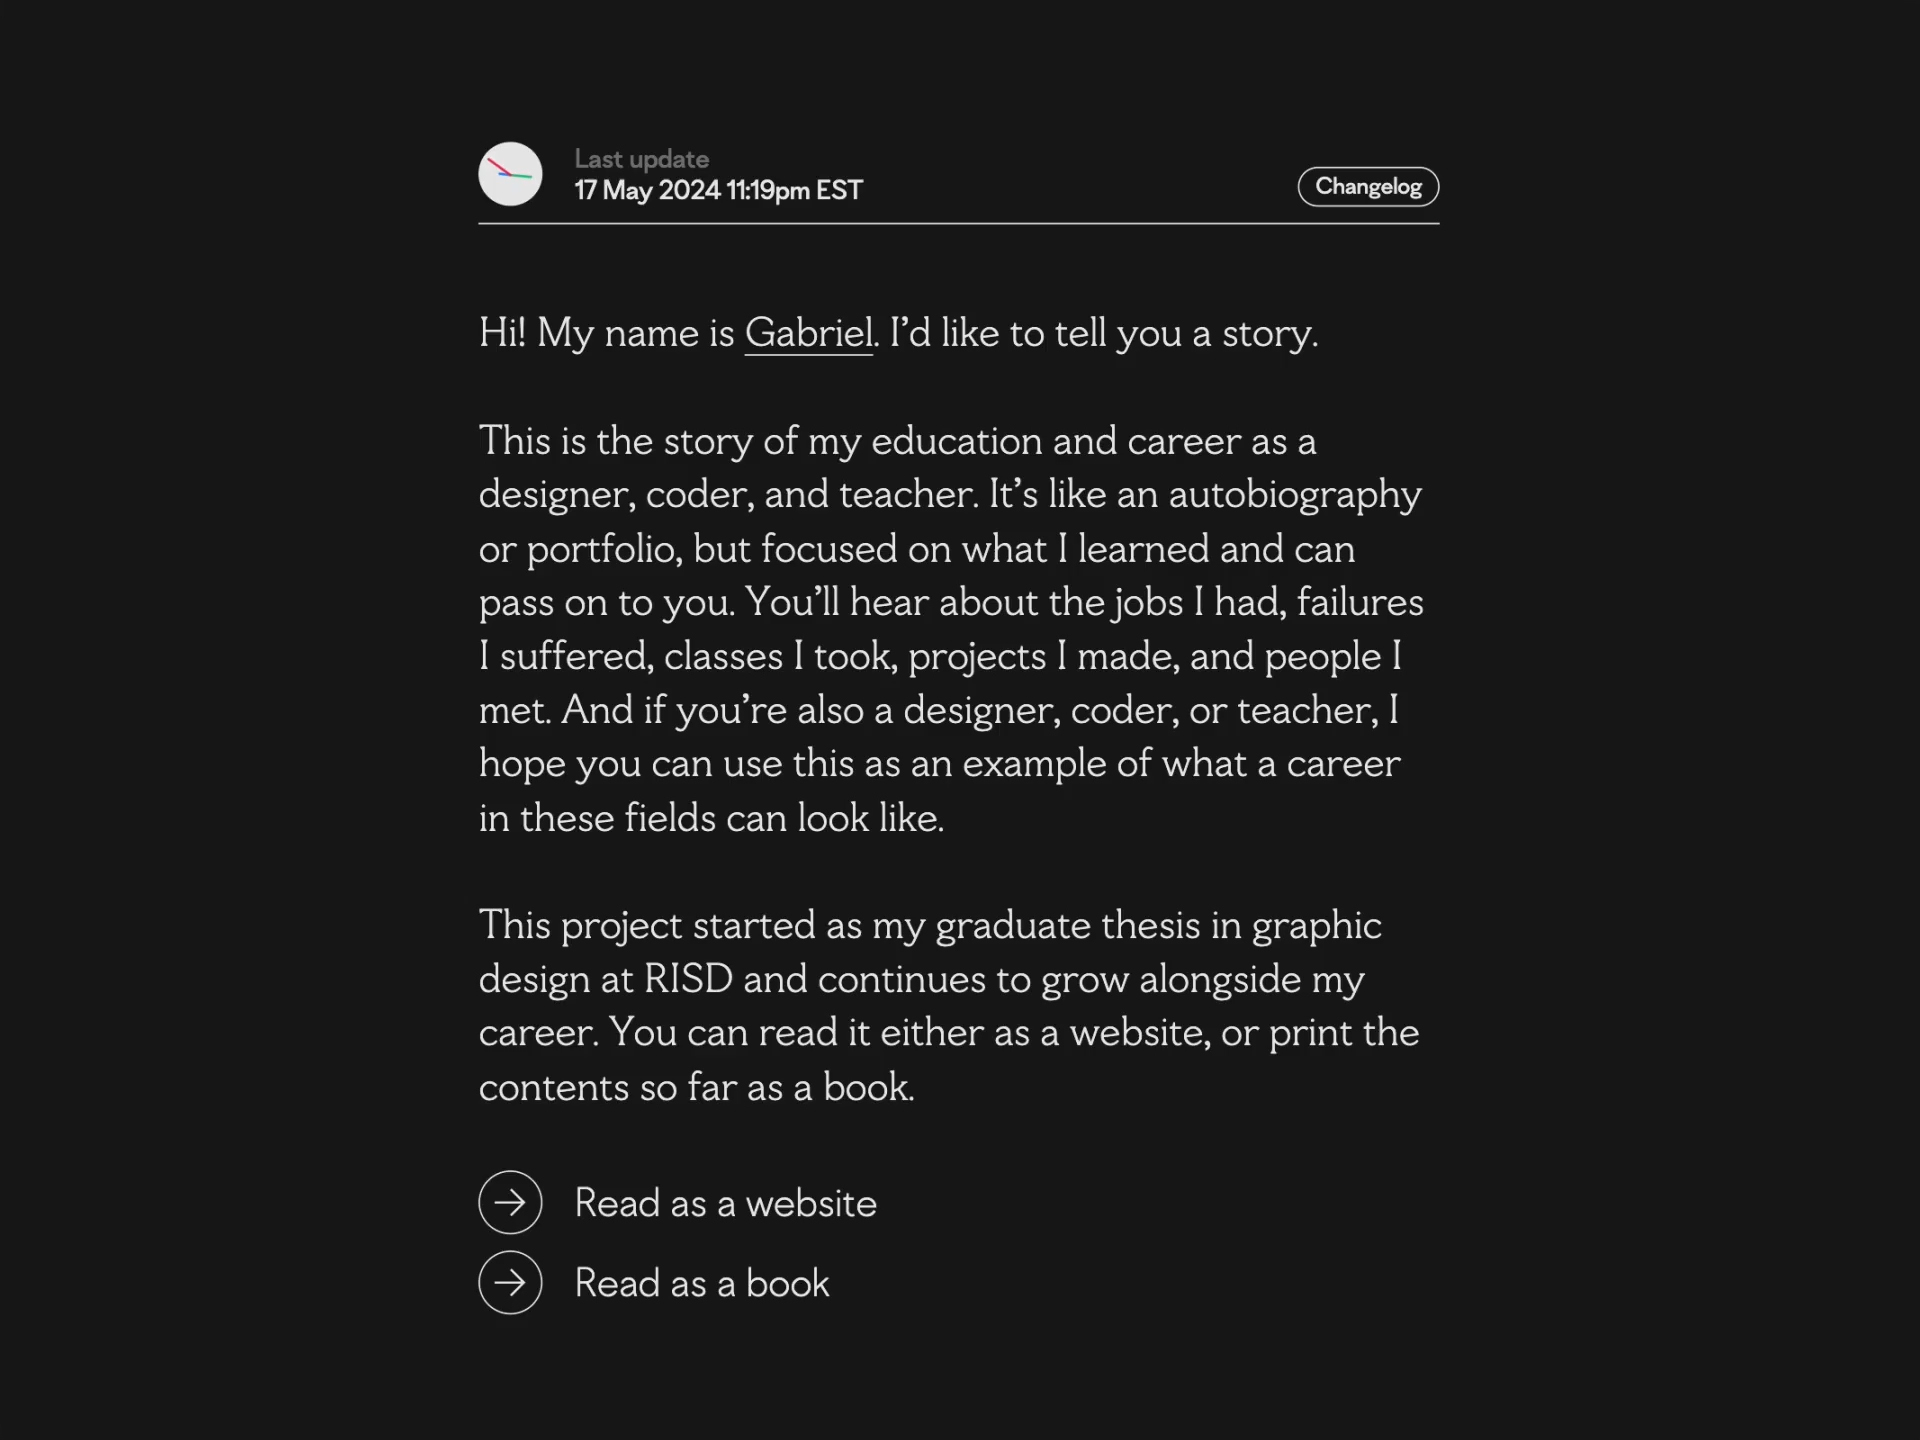 Last update
17 May 2024 11:19pm EST
Changelog
Hi! My name is Gabriel. I’d like to tell you a story.
This is the story of my education and career as a
designer, coder, and teacher. It’s like an autobiography
or portfolio, but focused on what I learned and can
pass on to you. You’ll hear about the jobs I had, failures
I suffered, classes I took, projects I made, and people I
met. And if you’re also a designer, coder, or teacher, I
hope you can use this as an example of what a career
in these fields can look like.
This project started as my graduate thesis in graphic
design at RISD and continues to grow alongside my
career. You can read it either as a website, or print the
contents so far as a book.
Read as a website
Read as a book